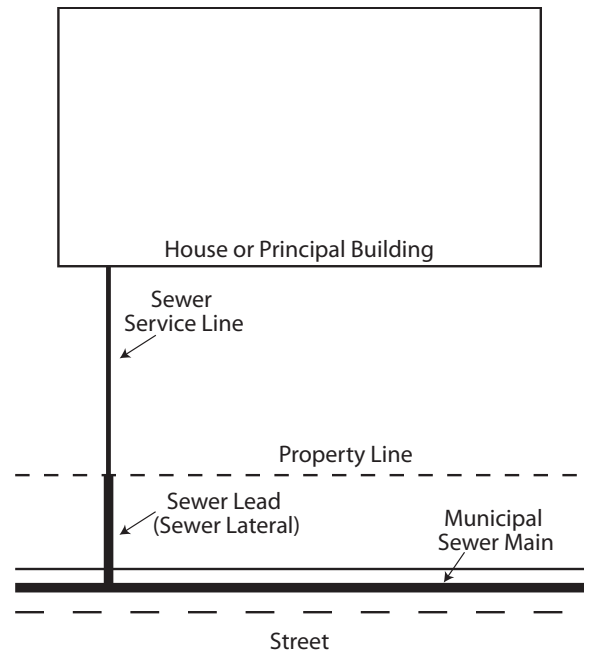 House or Principal Building
Sewer
Service Line
Property Line
Sewer Lead
(Sewer Lateral)
Municipal
Sewer Main
Street